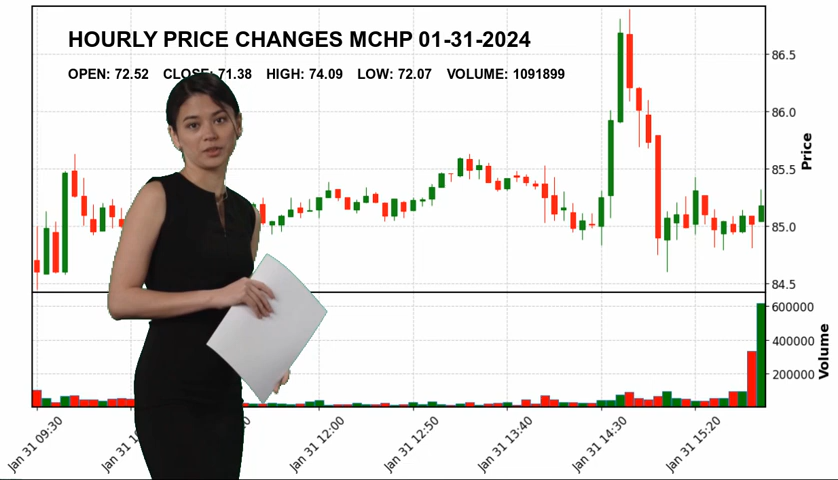 HOURLY PRICE CHANGES MCHP 01-31-2024
OPEN: 72.52 CLOSE: 71.38 HIGH: 74.09 LOW: 72.07 VOLUME: 1091899
86.5
86.0
85.5
85.0
84.5
Price
600000
400000
200000
Volume
Jan 31 09:30
Jan 31 12:00
Jan 31 12:50
Jan 31 13:40
Jan 31 14:30
Jan 31 15:20